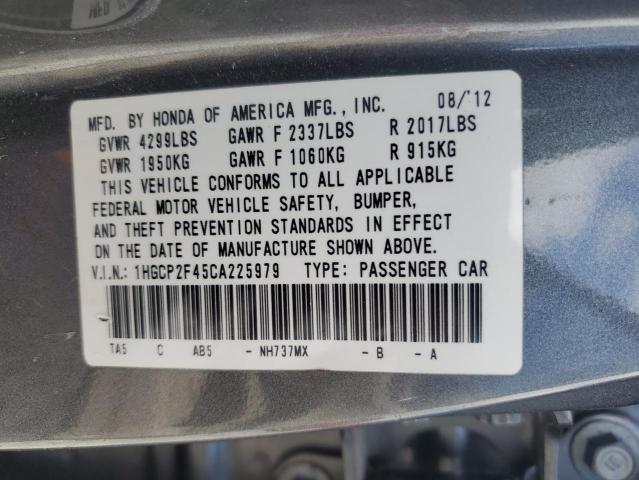 MFD. BY HONDA OF AMERICA MFG., INC. 08/'12
GVWR 4299LBS GAWR F 2337LBS R 2017LBS
GVWR 1950KG GAWR F 1060KG R 915KG
THIS VEHICLE CONFORMS TO ALL APPLICABLE
FEDERAL MOTOR VEHICLE SAFETY, BUMPER,
AND THEFT PREVENTION STANDARDS IN EFFECT
ON THE DATE OF MANUFACTURE SHOWN ABOVE.
V.I.N.: 1HGCP2F45CA225979 TYPE: PASSENGER CAR
TA5 C AB5 - NH737MX - B - A